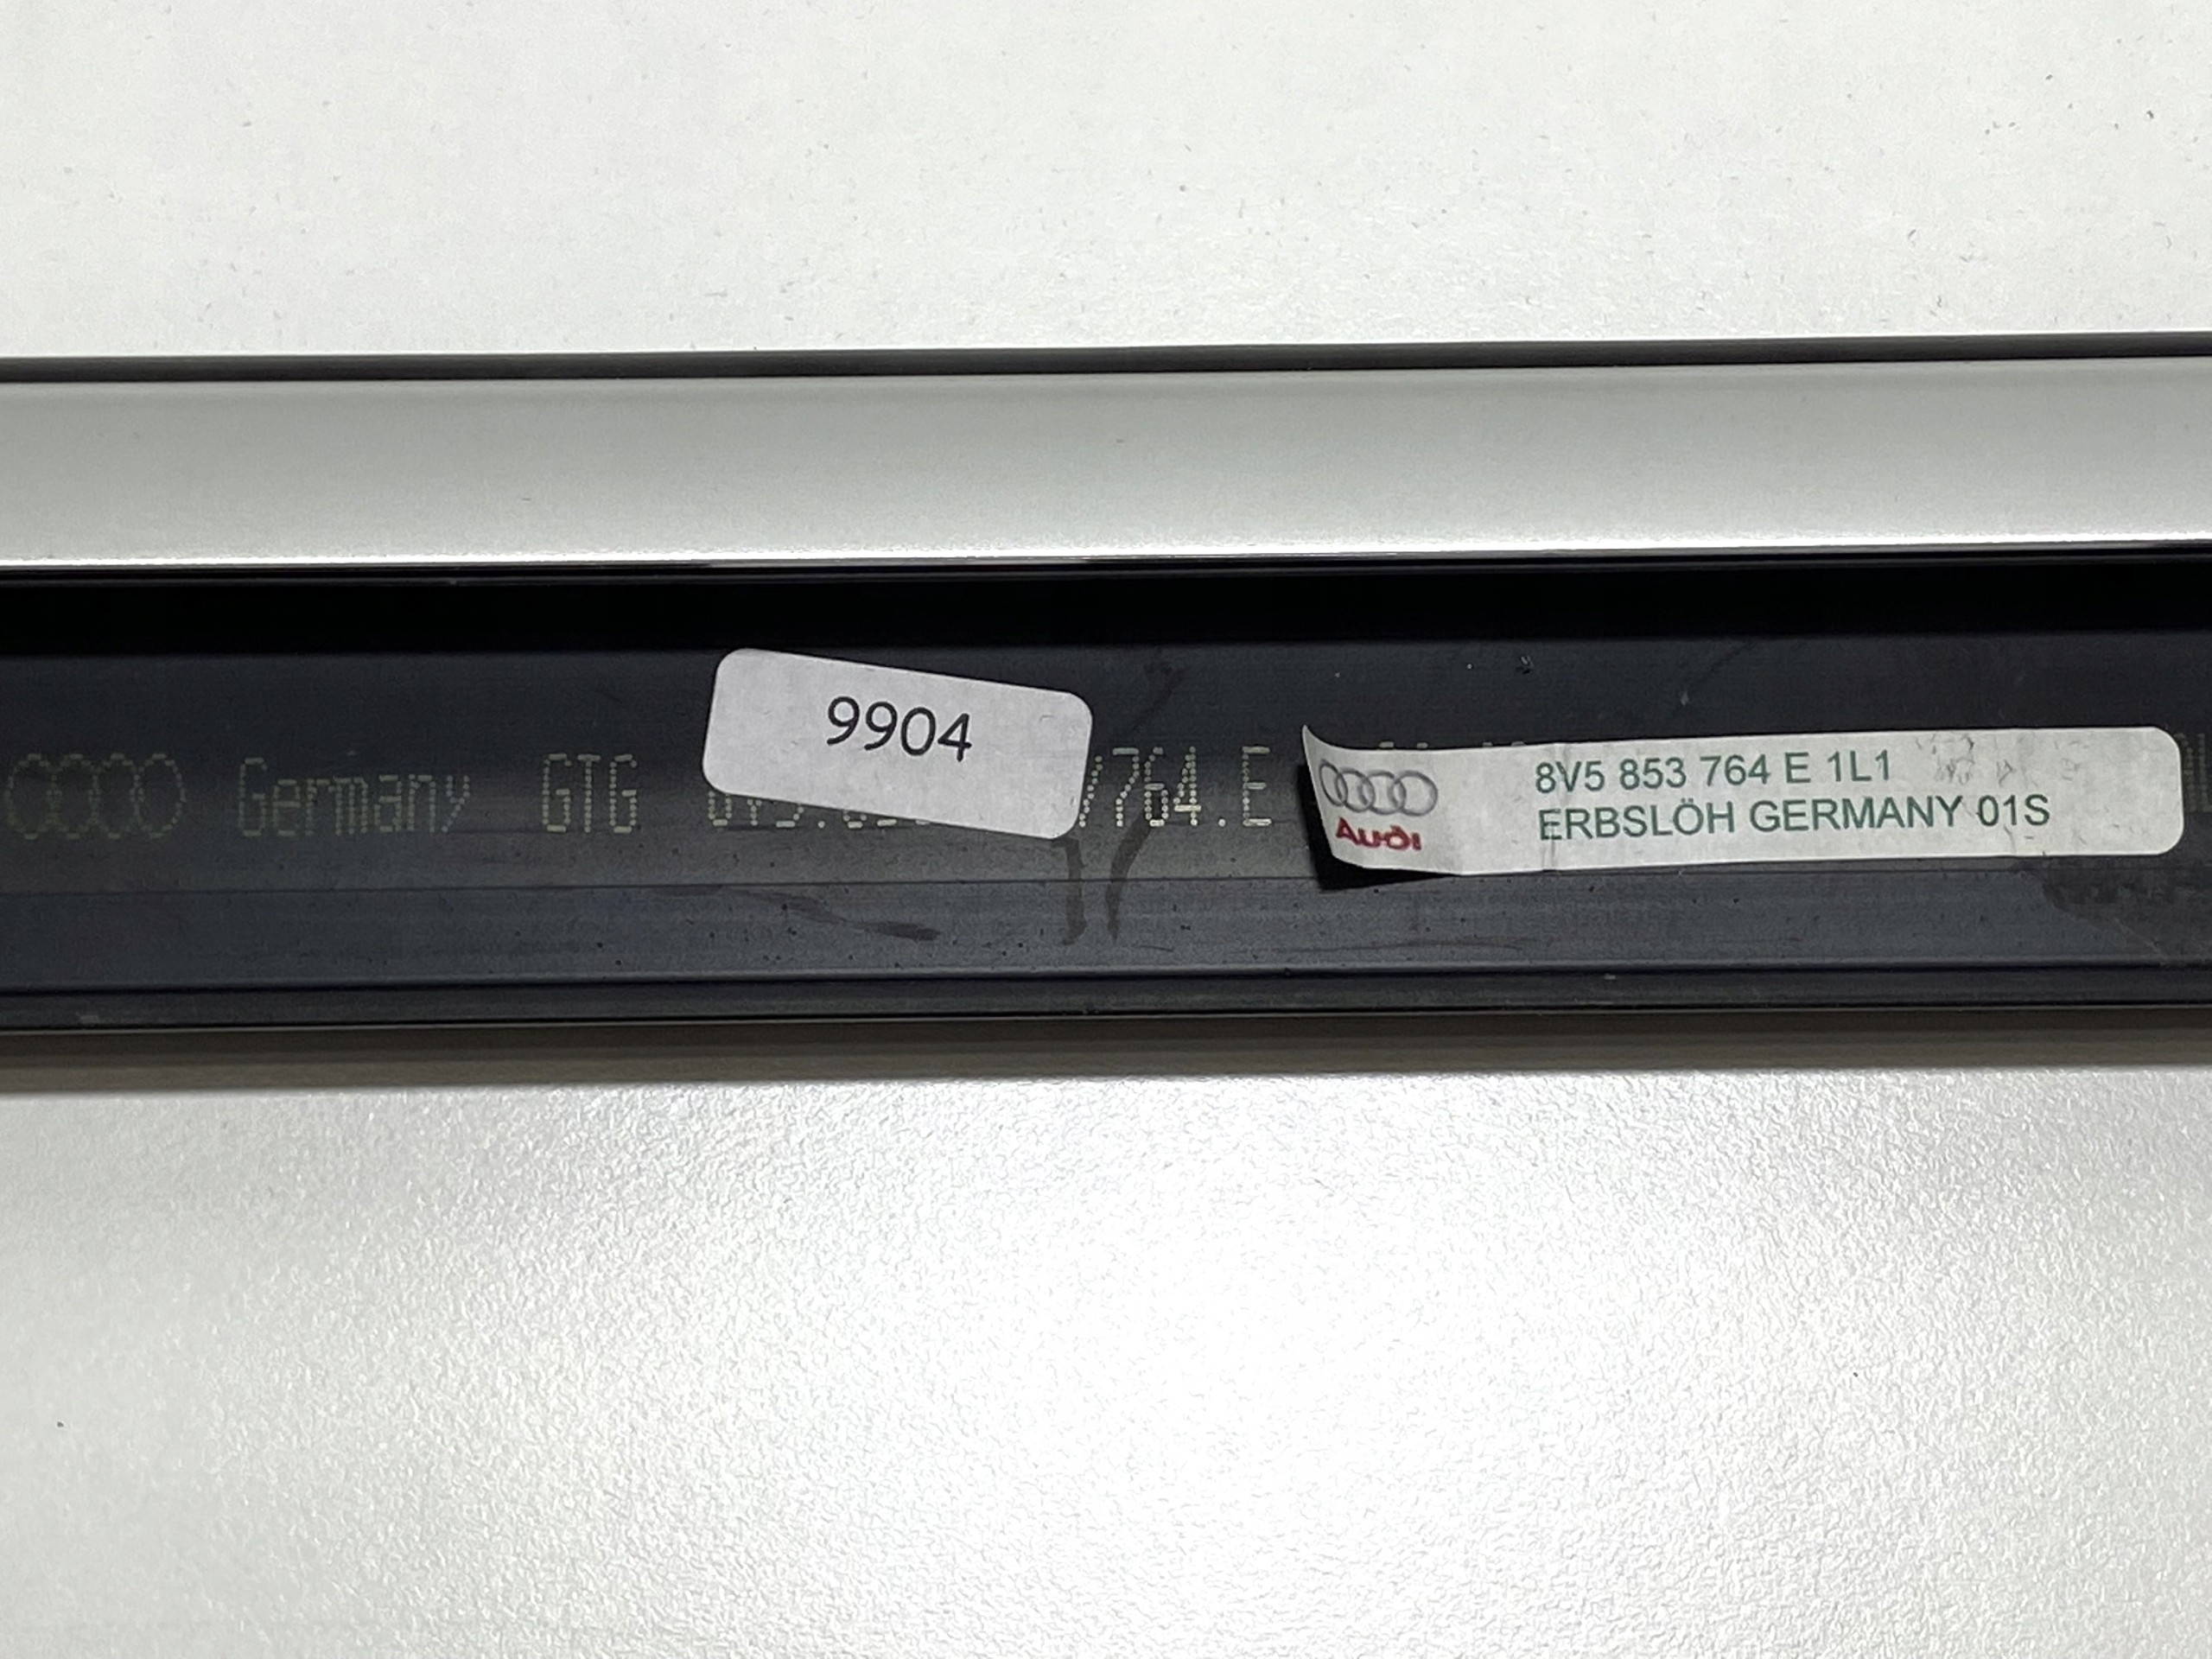 9904
Germany GTG 764.E
8V5 853 764 E 1L1
Audi
ERBSLÖH GERMANY 01S